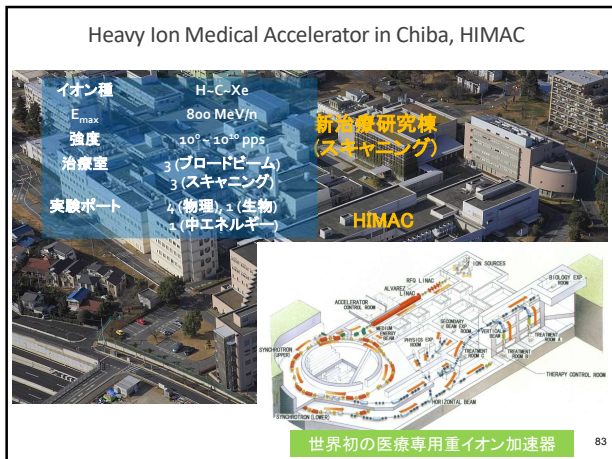 Heavy Ion Medical Accelerator in Chiba, HIMAC
イオン種 H~C~Xe
Emax 800 MeV/n
強度 10⁰ ~ 10¹⁰ pps
治療室 3 (ブロードビーム)
3 (スキャニング)
実験ポート 4 (物理), 1 (生物)
1 (中エネルギー)
新治療研究棟
(スキャニング)
HIMAC
ION SOURCES
RFQ LINAC
ALVAREZ
LINAC
BIOLOGY EXP.
ROOM
ACCELERATOR
CONTROL ROOM
MEDIUM
ENERGY
BEAM
SECONDARY
BEAM EXP.
ROOM
PHYSICS EXP.
ROOM
VERTICAL
BEAM
TREATMENT
ROOM A
TREATMENT
ROOM B
TREATMENT
ROOM C
SYNCHROTRON
(UPPER)
THERAPY CONTROL ROOM
HORIZONTAL BEAM
SYNCHROTRON (LOWER)
世界初の医療専用重イオン加速器
83